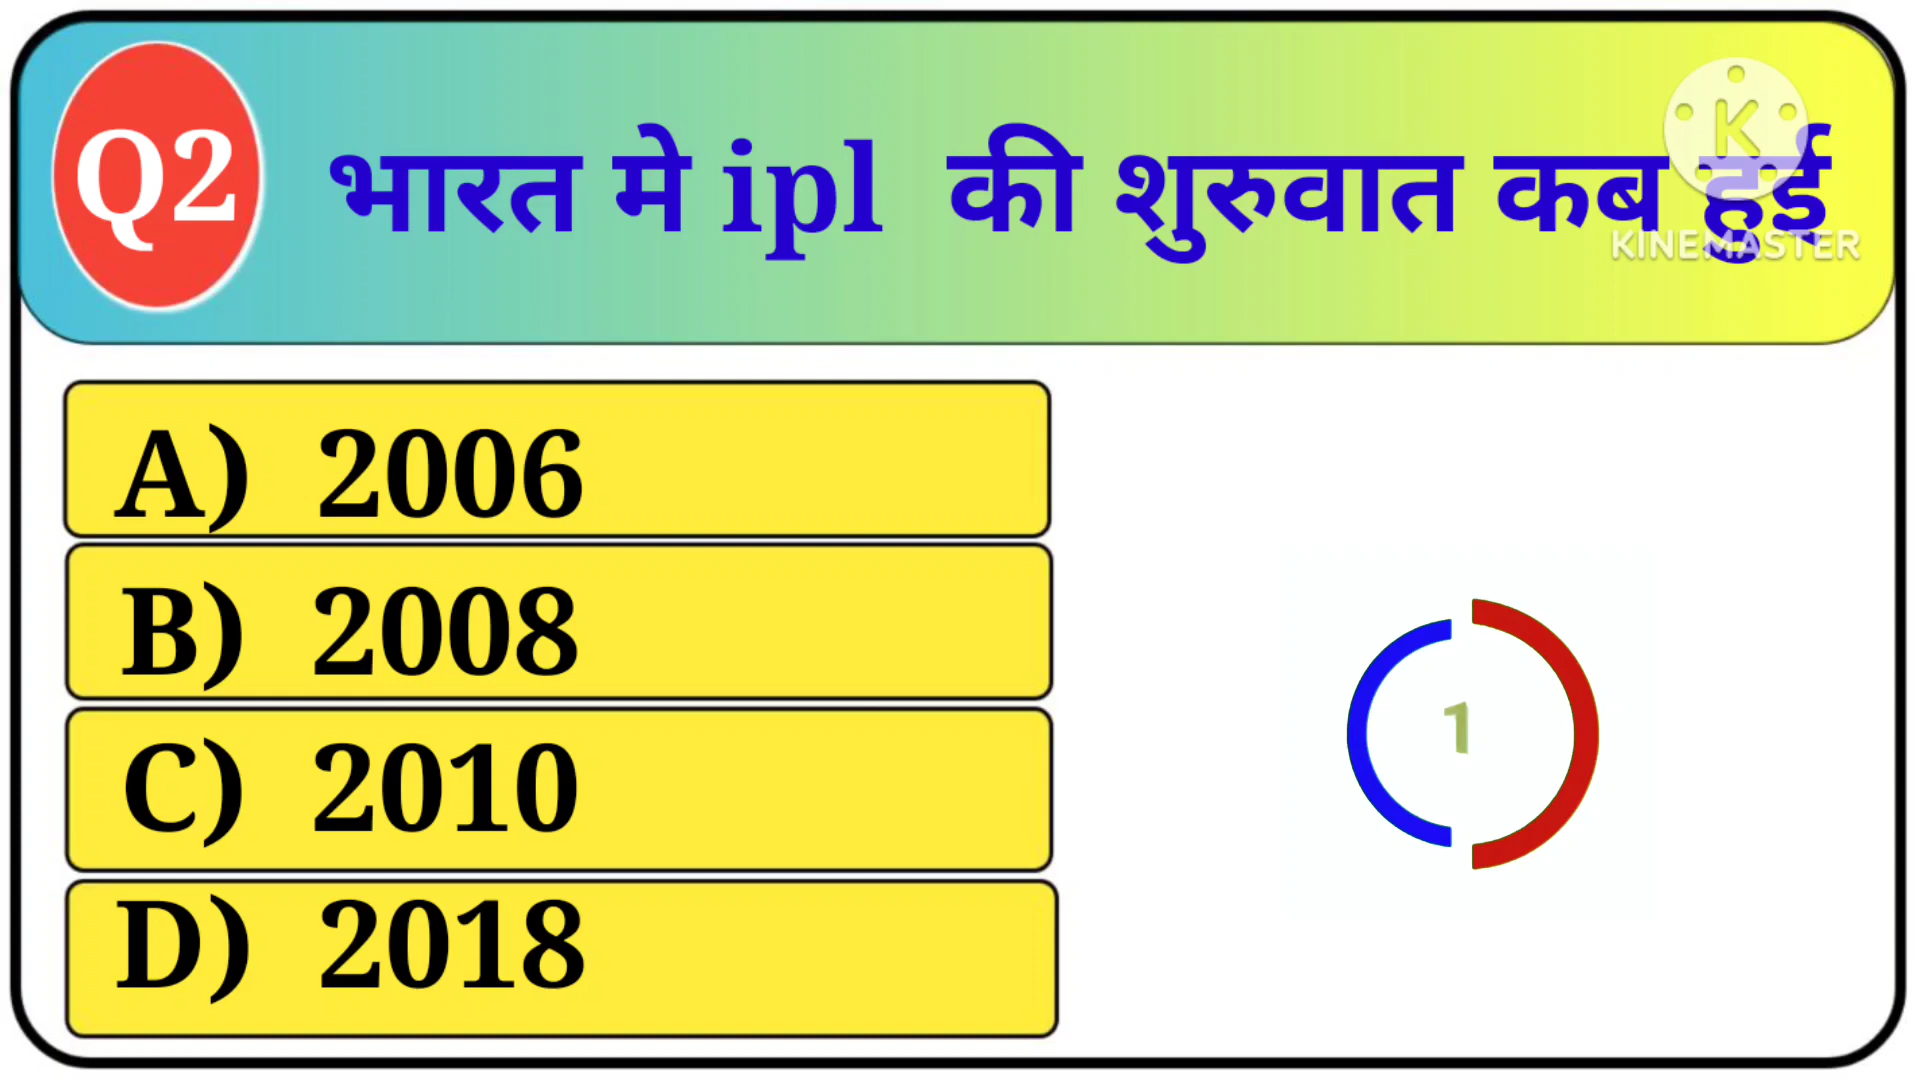 Q2 भारत मे ipl की शुरुवात कब हुई
KINEMASTER
A) 2006
B) 2008
C) 2010
D) 2018
1